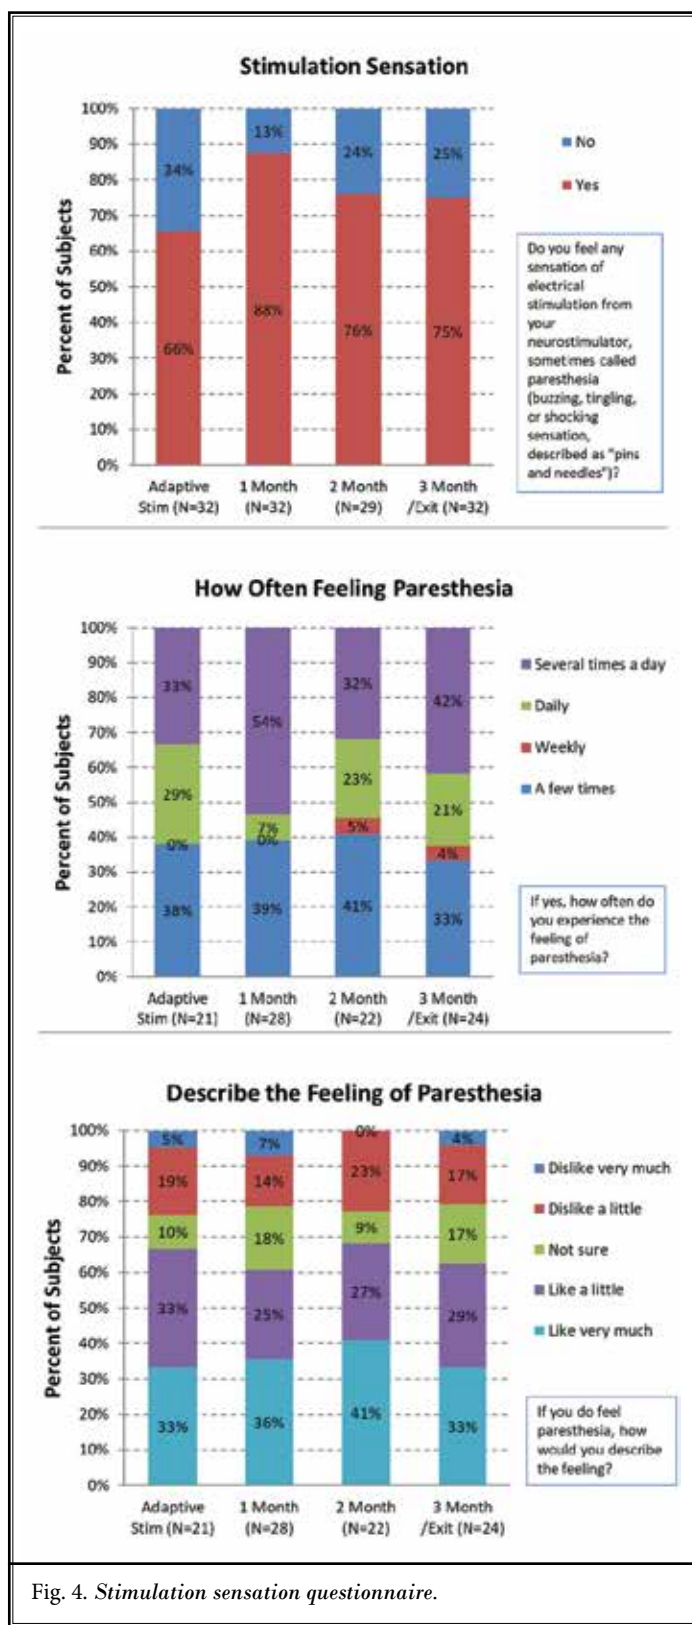 Stimulation Sensation
Percent of Subjects
100%
90%
80%
70%
60%
50%
40%
30%
20%
10%
0%
34%
13%
24%
25%
66%
88%
76%
75%
Adaptive
Stim (N=32)
1 Month
(N=32)
2 Month
(N=29)
3 Month
/Exit (N=32)
No
Yes
Do you feel any
sensation of
electrical
stimulation from
your
neurostimulator,
sometimes called
paresthesia
(buzzing, tingling,
or shocking
sensation,
described as "pins
and needles")?
How Often Feeling Paresthesia
Percent of Subjects
100%
90%
80%
70%
60%
50%
40%
30%
20%
10%
0%
33%
54%
32%
42%
29%
7%
23%
21%
0%
0%
5%
4%
38%
39%
41%
33%
Adaptive
Stim (N=21)
1 Month
(N=28)
2 Month
(N=22)
3 Month
/Exit (N=24)
Several times a day
Daily
Weekly
A few times
If yes, how often do
you experience the
feeling of
paresthesia?
Describe the Feeling of Paresthesia
Percent of Subjects
100%
90%
80%
70%
60%
50%
40%
30%
20%
10%
0%
5%
7%
0%
4%
19%
14%
23%
17%
10%
18%
9%
17%
33%
25%
27%
29%
33%
36%
41%
33%
Adaptive
Stim (N=21)
1 Month
(N=28)
2 Month
(N=22)
3 Month
/Exit (N=24)
Dislike very much
Dislike a little
Not sure
Like a little
Like very much
If you do feel
paresthesia, how
would you describe
the feeling?
Fig. 4. Stimulation sensation questionnaire.